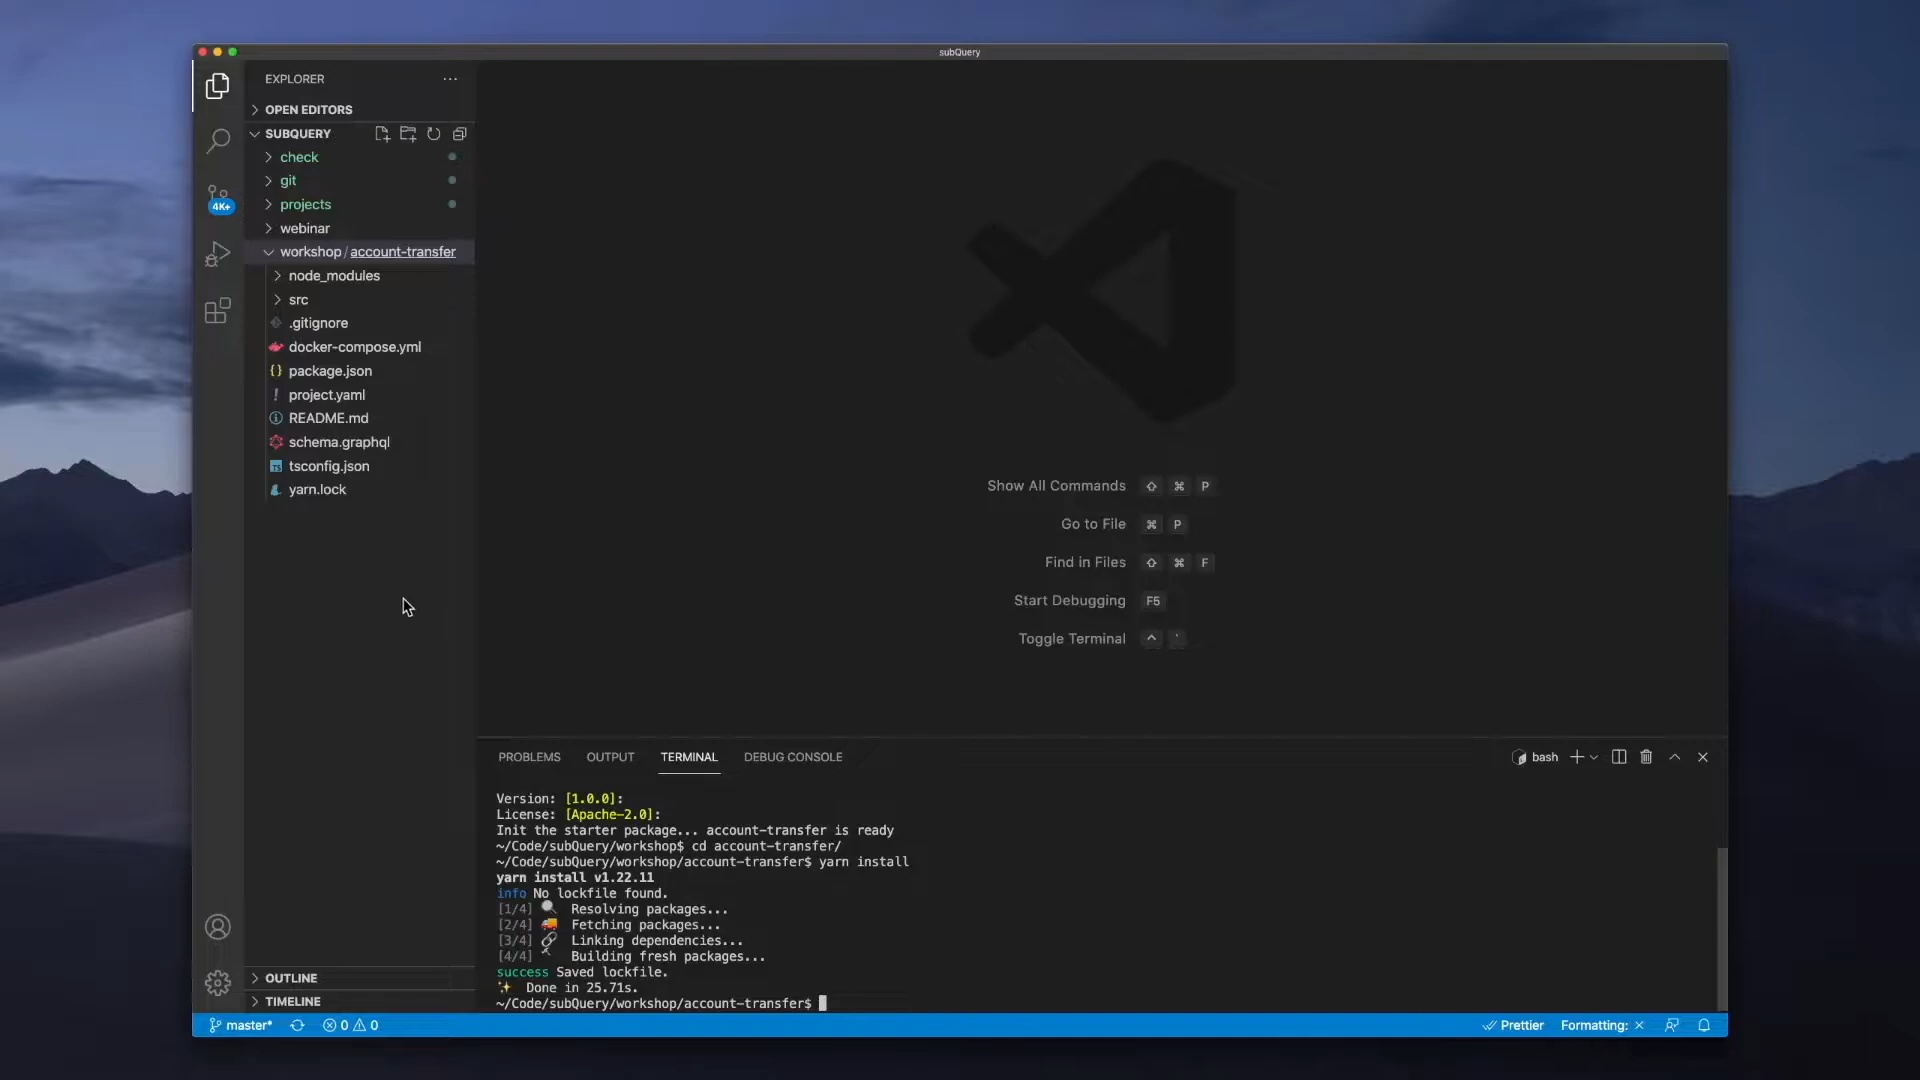 subQuery
EXPLORER
OPEN EDITORS
SUBQUERY
check
git
projects
webinar
workshop / account-transfer
node_modules
src
.gitignore
docker-compose.yml
package.json
project.yaml
README.md
schema.graphql
tsconfig.json
yarn.lock
4K+
OUTLINE
TIMELINE
Show All Commands ⇧ ⌘ P
Go to File ⌘ P
Find in Files ⇧ ⌘ F
Start Debugging F5
Toggle Terminal ^ `
PROBLEMS OUTPUT TERMINAL DEBUG CONSOLE
bash
Version: [1.0.0]:
License: [Apache-2.0]:
Init the starter package... account-transfer is ready
~/Code/subQuery/workshop$ cd account-transfer/
~/Code/subQuery/workshop/account-transfer$ yarn install
yarn install v1.22.11
info No lockfile found.
[1/4] 🔍 Resolving packages...
[2/4] 🚚 Fetching packages...
[3/4] 🔗 Linking dependencies...
[4/4] 🔨 Building fresh packages...
success Saved lockfile.
✨ Done in 25.71s.
~/Code/subQuery/workshop/account-transfer$
master* 0 0 Prettier Formatting: ×